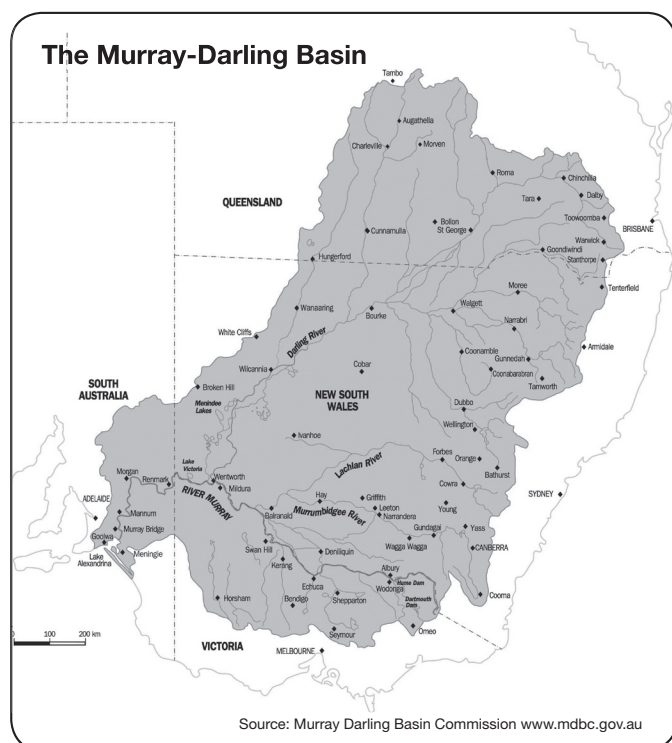 The Murray-Darling Basin
Tambo
Augathella
Charleville
Morven
Roma
Chinchilla
Tara
Dalby
QUEENSLAND
Toowoomba
Bollon
St George
Cunnamulla
BRISBANE
Warwick
Goondiwindi
Stanthorpe
Hungerford
Moree
Tenterfield
Wanaaring
Bourke
Walgett
Narrabri
White Cliffs
Darling River
Armidale
Coonamble
Gunnedah
Cobar
Wilcannia
Coonabarabran
Tamworth
SOUTH
AUSTRALIA
Broken Hill
NEW SOUTH
WALES
Menindee
Lakes
Dubbo
Wellington
Ivanhoe
Forbes
Orange
Lachlan River
Bathurst
Lake
Victoria
Morgan
Renmark
Wentworth
Mildura
Cowra
RIVER MURRAY
Hay
Griffith
SYDNEY
ADELAIDE
Mannum
Balranald
Murrumbidgee River
Leeton
Narrandera
Young
Murray Bridge
Gundagai
Yass
Goolwa
Swan Hill
Deniliquin
Wagga Wagga
CANBERRA
Lake
Alexandrina
Meningie
Kerang
Albury
Hume Dam
Wodonga
Echuca
Horsham
Bendigo
Shepparton
Dartmouth
Dam
Cooma
Seymour
Omeo
0 100 200 km
VICTORIA
MELBOURNE
Source: Murray Darling Basin Commission www.mdbc.gov.au